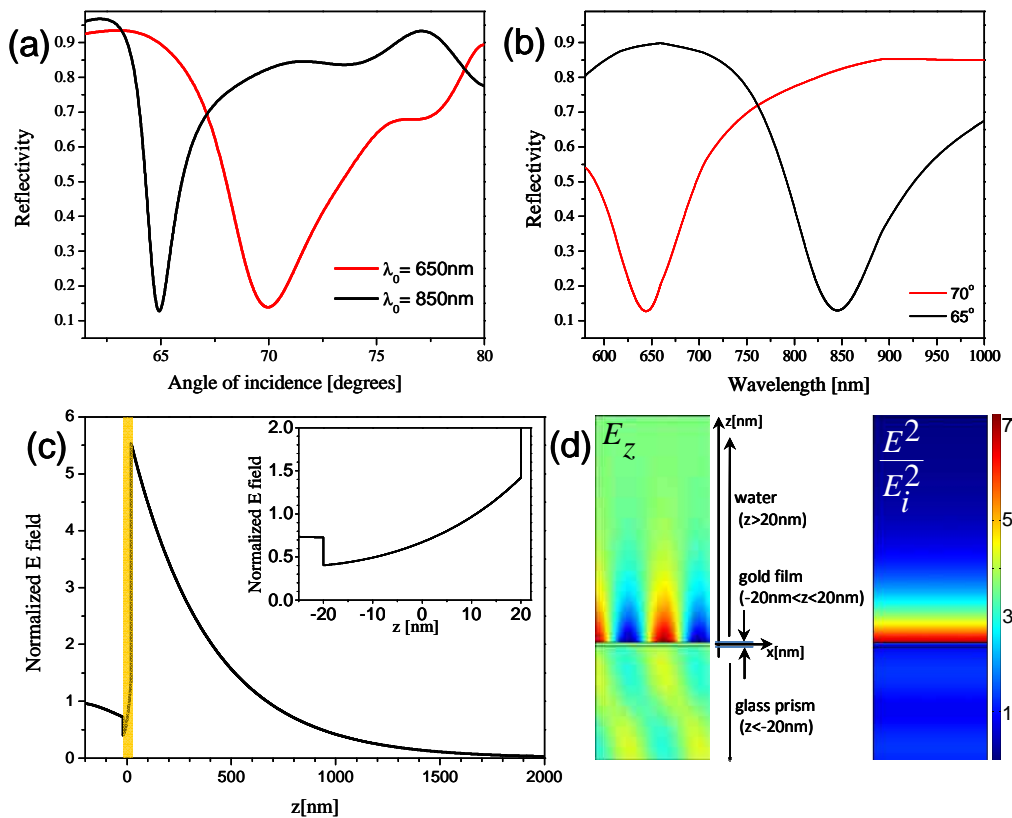 (a)
0.9
0.8
0.7
0.6
0.5
0.4
0.3
0.2
0.1
Reflectivity
65 70 75 80
Angle of incidence [degrees]
λ₀= 650nm
λ₀= 850nm
(b)
0.9
0.8
0.7
0.6
0.5
0.4
0.3
0.2
0.1
Reflectivity
600 650 700 750 800 850 900 950 1000
Wavelength [nm]
70°
65°
(c)
6
5
4
3
2
1
0
Normalized E field
0 500 1000 1500 2000
z[nm]
2.0
1.5
1.0
0.5
0.0
Normalized E field
-20 -10 0 10 20
z [nm]
(d)
E_z
z[nm]
water
(z>20nm)
gold film
(-20nm<z<20nm)
x[nm]
glass prism
(z<-20nm)
E²
E_i²
7
5
3
1